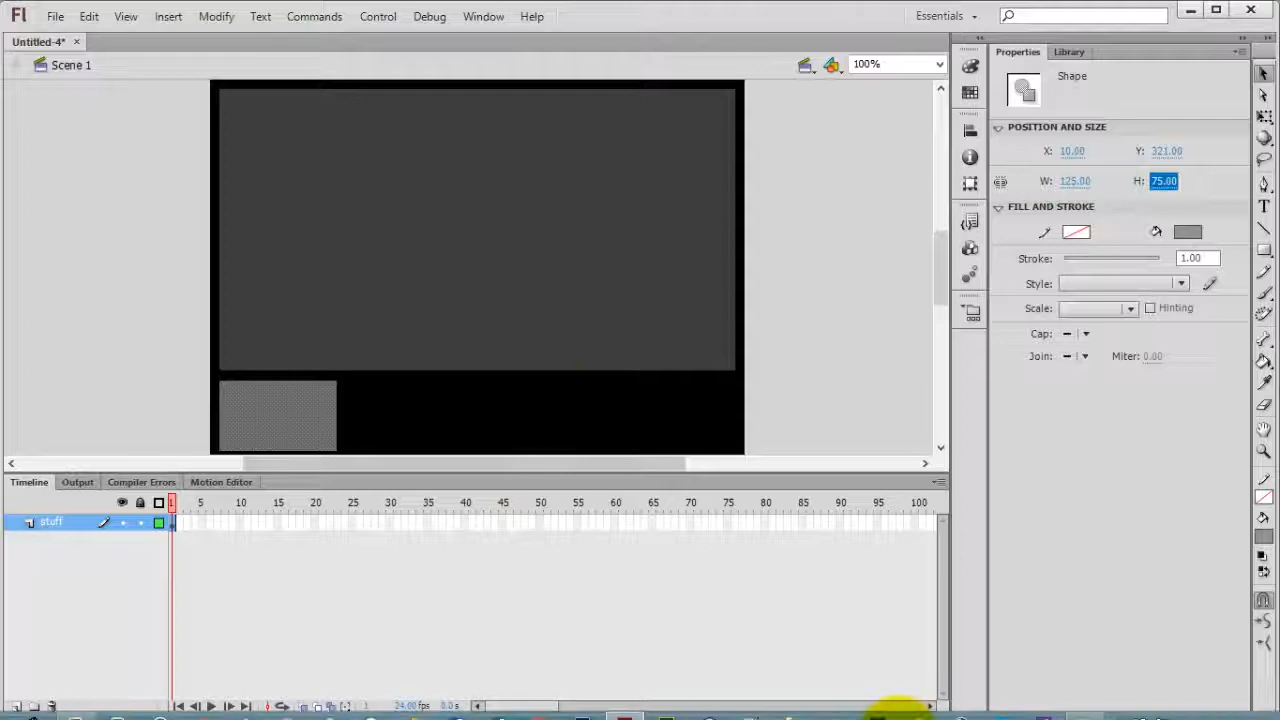 Fl File Edit View Insert Modify Text Commands Control Debug Window Help Essentials
Untitled-4* ×
Scene 1 100%
Properties Library
Shape
POSITION AND SIZE
X: 10.00 Y: 321.00
W: 125.00 H: 75.00
FILL AND STROKE
Stroke: 1.00
Style:
Scale: Hinting
Cap:
Join: Miter: 0.00
Timeline Output Compiler Errors Motion Editor
1 5 10 15 20 25 30 35 40 45 50 55 60 65 70 75 80 85 90 95 100
stuff
24.00 fps 0.0 s